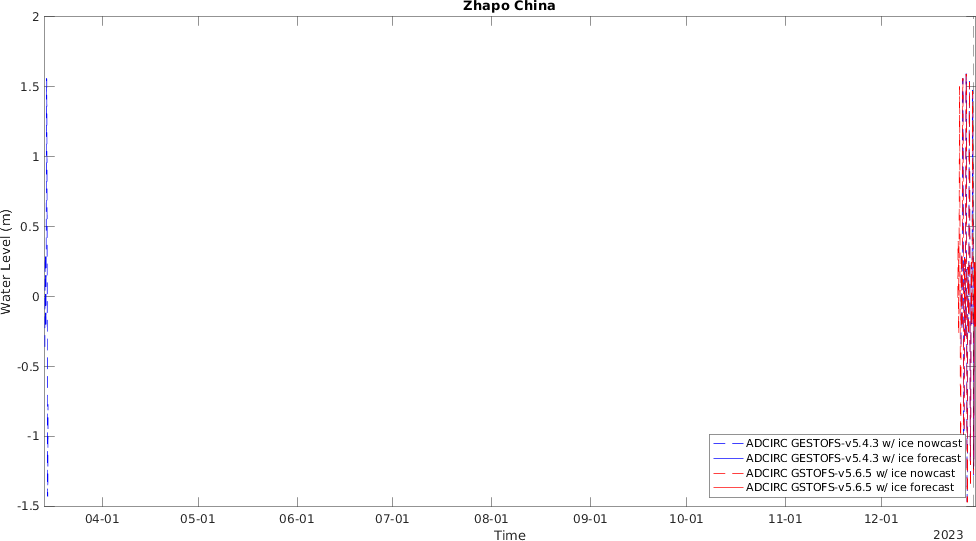 Zhapo China
Water Level (m)
2
1.5
1
0.5
0
-0.5
-1
-1.5
ADCIRC GESTOFS-v5.4.3 w/ ice nowcast
ADCIRC GESTOFS-v5.4.3 w/ ice forecast
ADCIRC GSTOFS-v5.6.5 w/ ice nowcast
ADCIRC GSTOFS-v5.6.5 w/ ice forecast
04-01 05-01 06-01 07-01 08-01 09-01 10-01 11-01 12-01
Time
2023